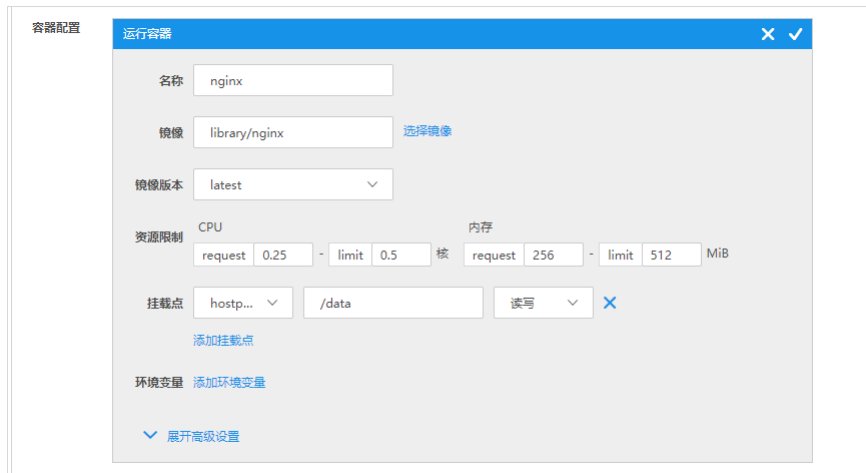 容器配置
运行容器
名称 nginx
镜像 library/nginx 选择镜像
镜像版本 latest
CPU 内存
资源限制 request 0.25 - limit 0.5 核 request 256 - limit 512 MiB
挂载点 hostp... /data 读写
添加挂载点
环境变量 添加环境变量
展开高级设置